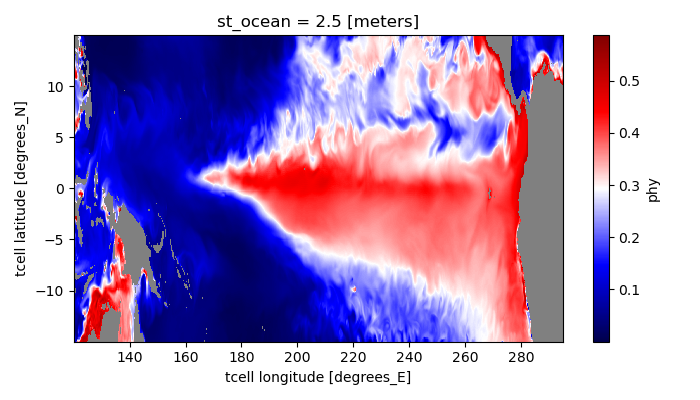 st_ocean = 2.5 [meters]
tcell latitude [degrees_N]
10
5
0
−5
−10
140 160 180 200 220 240 260 280
tcell longitude [degrees_E]
0.5
0.4
0.3
0.2
0.1
phy